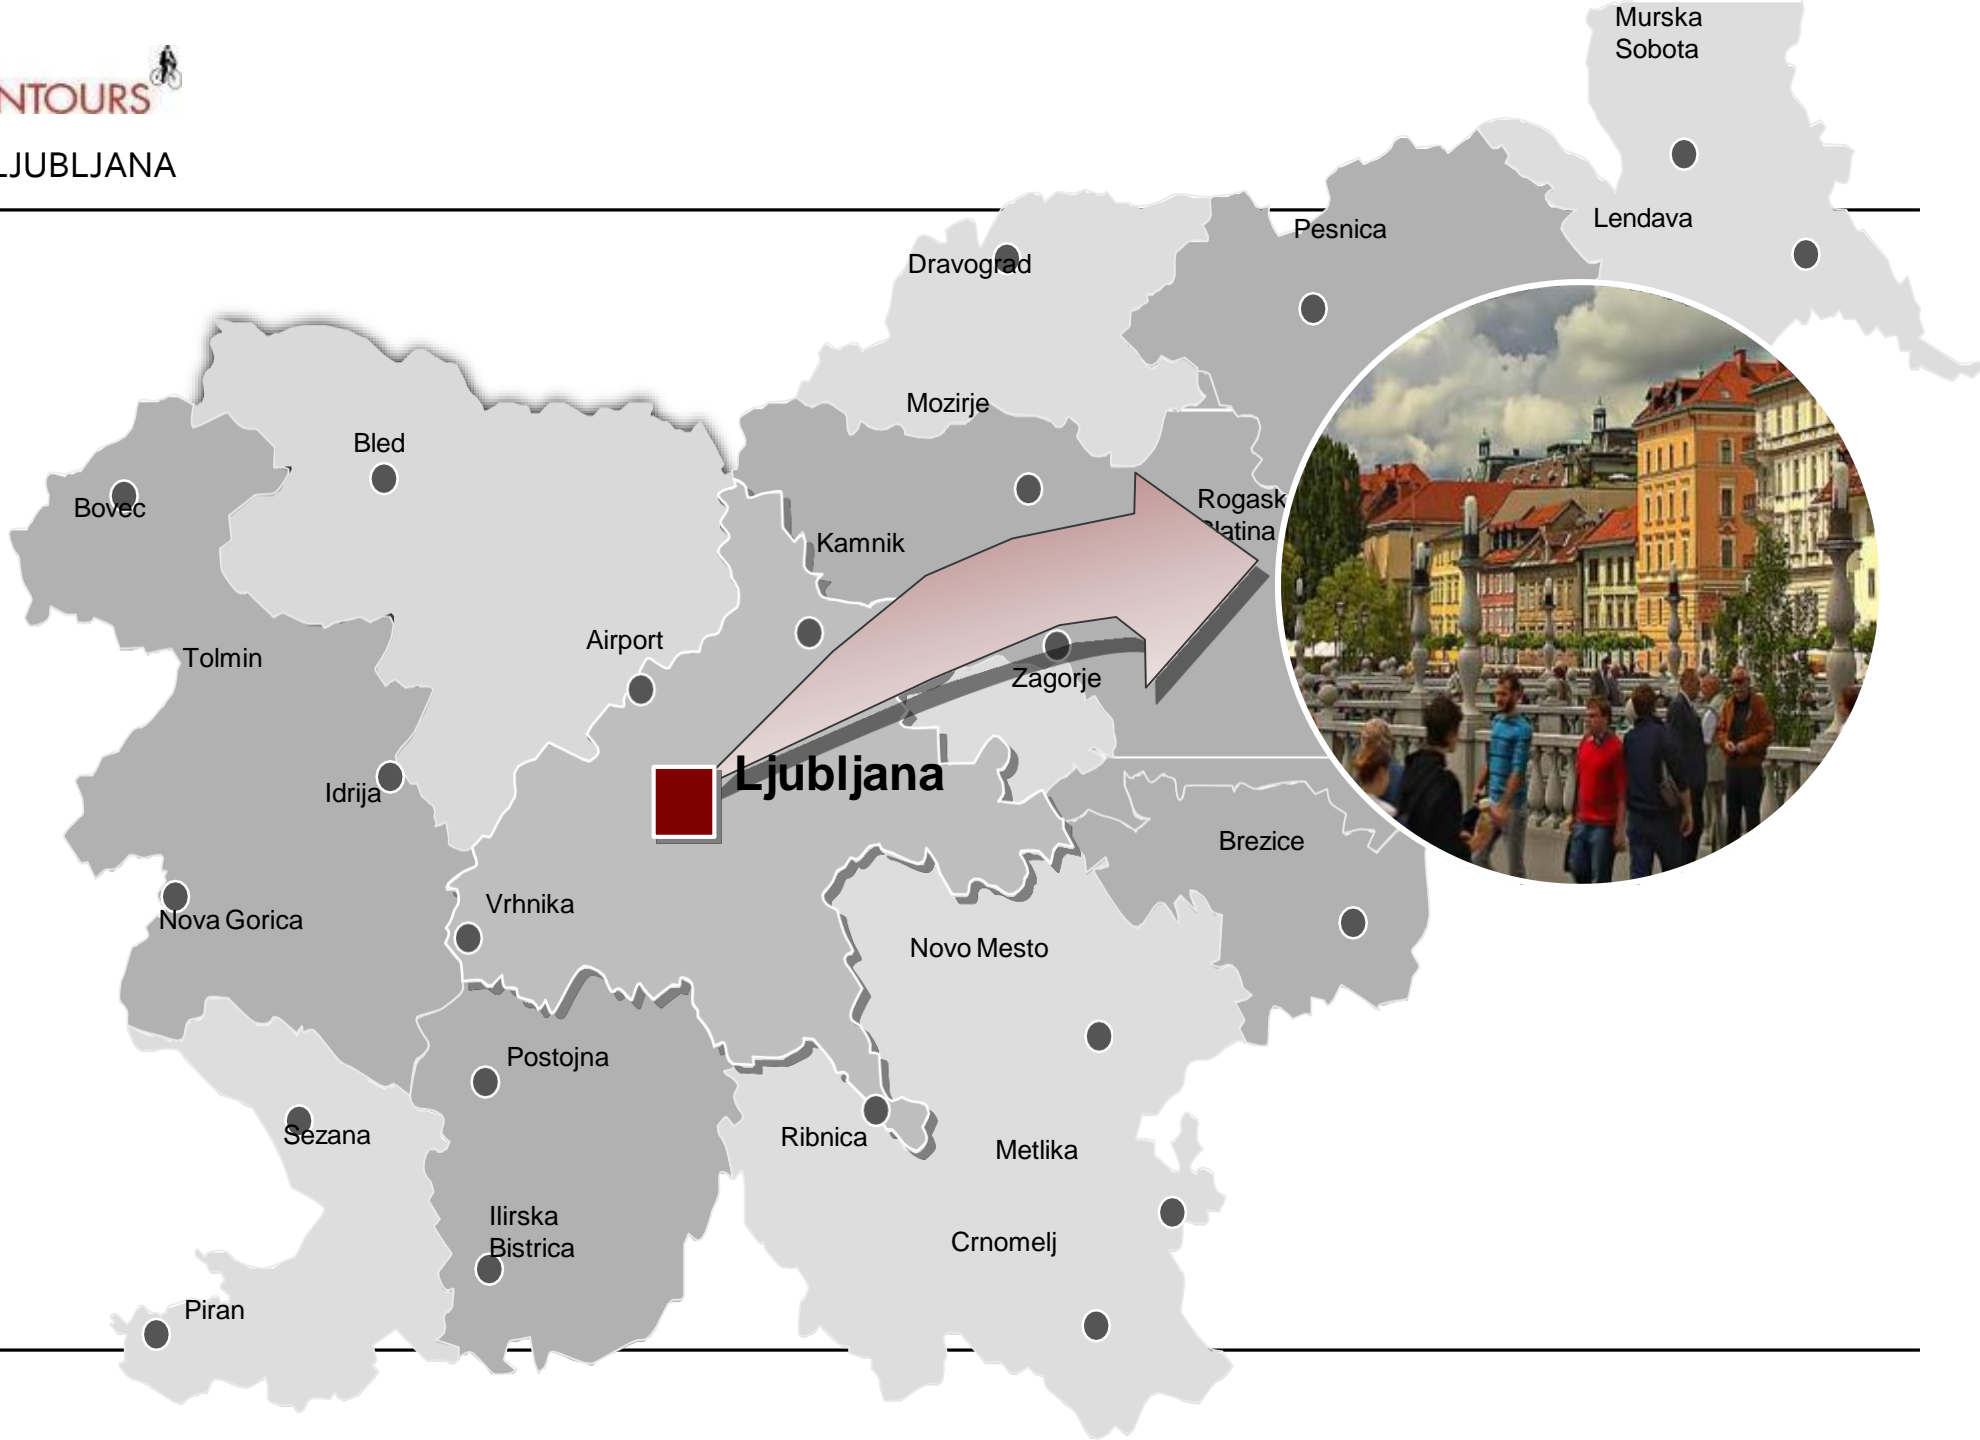 NTOURS
LJUBLJANA
Murska
Sobota
Lendava
Pesnica
Dravograd
Mozirje
Bled
Bovec
Rogask
Slatina
Kamnik
Airport
Tolmin
Zagorje
Ljubljana
Idrija
Brezice
Vrhnika
Nova Gorica
Novo Mesto
Postojna
Sezana
Ribnica
Metlika
Ilirska
Bistrica
Crnomelj
Piran